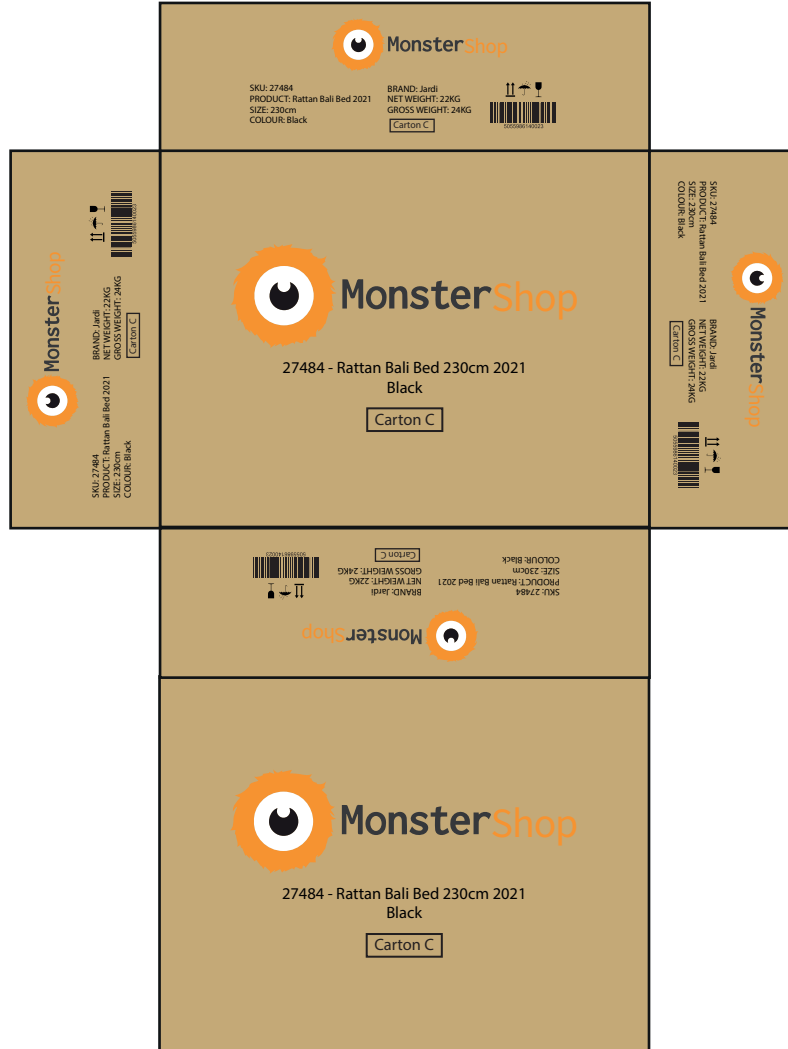 MonsterShop
SKU: 27484
PRODUCT: Rattan Bali Bed 2021
SIZE: 230cm
COLOUR: Black
BRAND: Jardi
NET WEIGHT: 22KG
GROSS WEIGHT: 24KG
Carton C
5055986140023
MonsterShop
SKU: 27484
PRODUCT: Rattan Bali Bed 2021
SIZE: 230cm
COLOUR: Black
BRAND: Jardi
NET WEIGHT: 22KG
GROSS WEIGHT: 24KG
Carton C
5055986140023
MonsterShop
27484 - Rattan Bali Bed 230cm 2021
Black
Carton C
MonsterShop
SKU: 27484
PRODUCT: Rattan Bali Bed 2021
SIZE: 230cm
COLOUR: Black
BRAND: Jardi
NET WEIGHT: 22KG
GROSS WEIGHT: 24KG
Carton C
5055986140023
MonsterShop
SKU: 27484
PRODUCT: Rattan Bali Bed 2021
SIZE: 230cm
COLOUR: Black
BRAND: Jardi
NET WEIGHT: 22KG
GROSS WEIGHT: 24KG
Carton C
5055986140023
MonsterShop
27484 - Rattan Bali Bed 230cm 2021
Black
Carton C